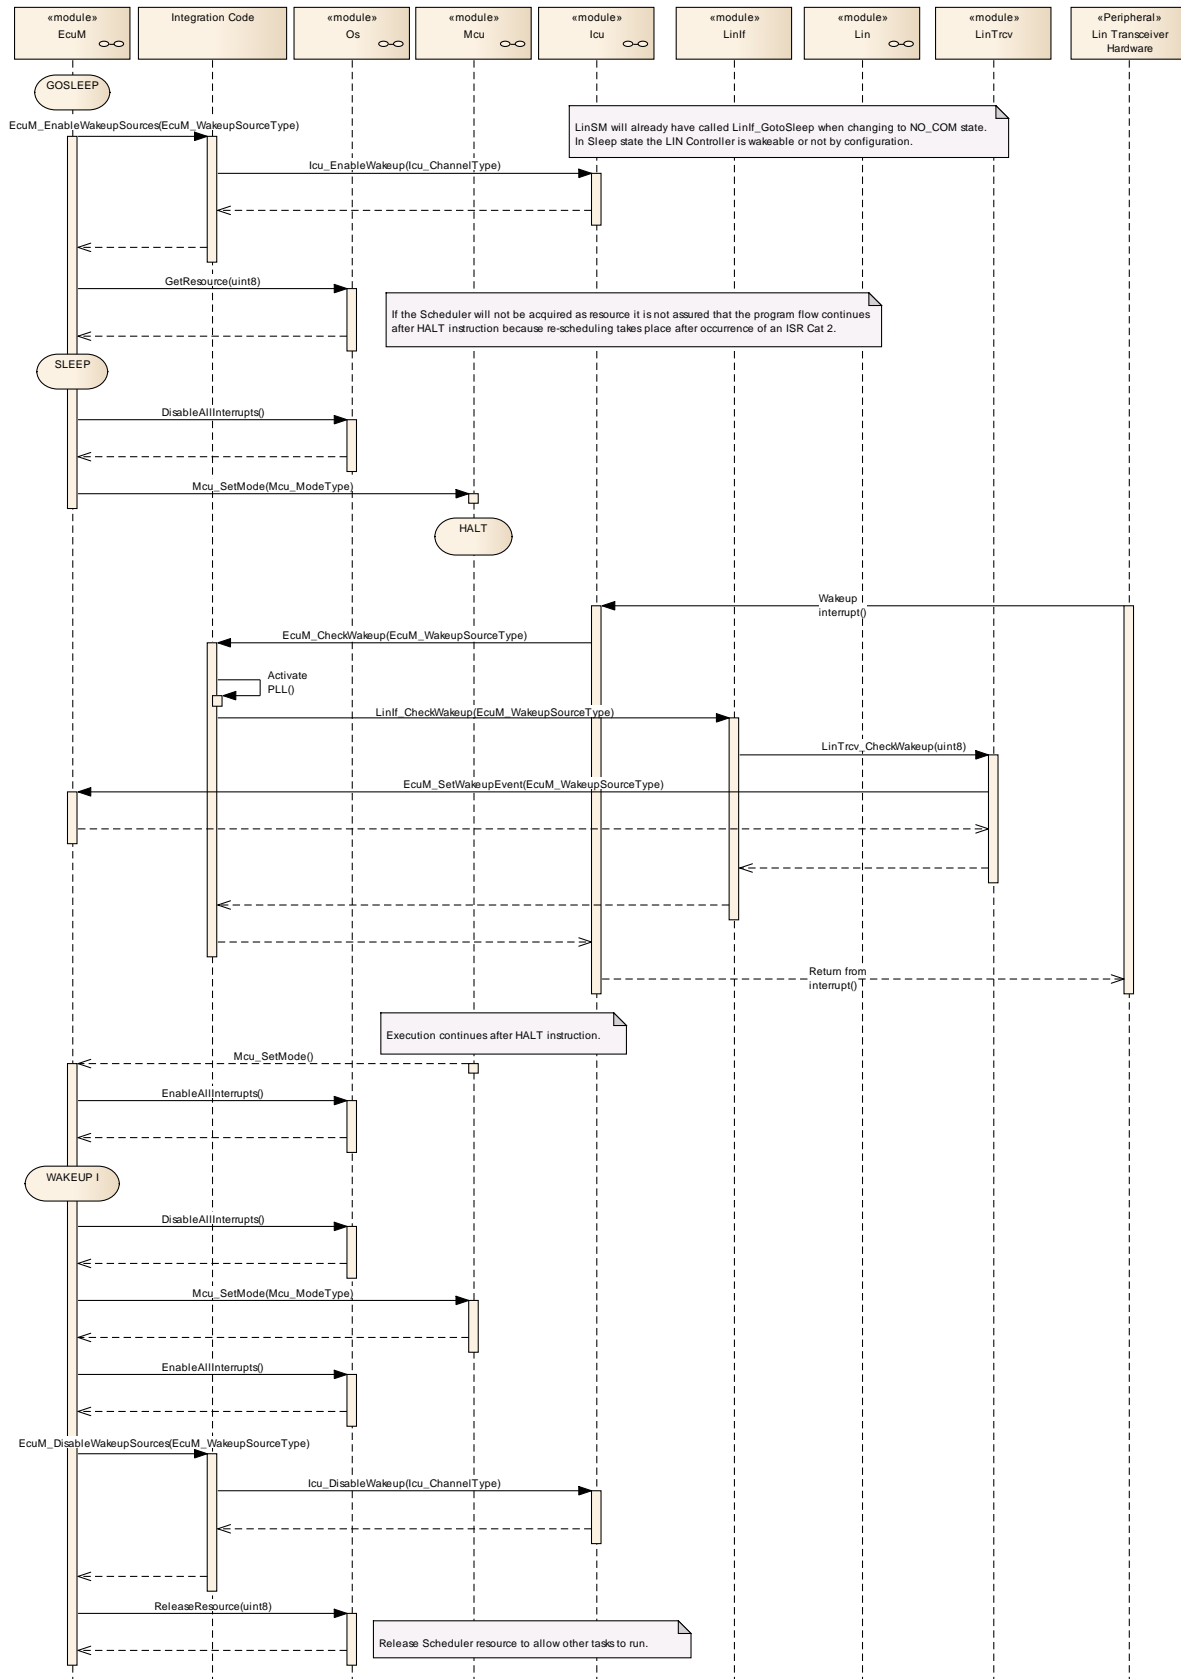 «module»
EcuM
Integration Code
«module»
Os
«module»
Mcu
«module»
Icu
«module»
LinIf
«module»
Lin
«module»
LinTrcv
«Peripheral»
Lin Transceiver
Hardware
GOSLEEP
EcuM_EnableWakeupSources(EcuM_WakeupSourceType)
LinSM will already have called LinIf_GotoSleep when changing to NO_COM state.
In Sleep state the LIN Controller is wakeable or not by configuration.
Icu_EnableWakeup(Icu_ChannelType)
GetResource(uint8)
If the Scheduler will not be acquired as resource it is not assured that the program flow continues
after HALT instruction because re-scheduling takes place after occurrence of an ISR Cat 2.
SLEEP
DisableAllInterrupts()
Mcu_SetMode(Mcu_ModeType)
HALT
Wakeup
interrupt()
EcuM_CheckWakeup(EcuM_WakeupSourceType)
Activate
PLL()
LinIf_CheckWakeup(EcuM_WakeupSourceType)
LinTrcv_CheckWakeup(uint8)
EcuM_SetWakeupEvent(EcuM_WakeupSourceType)
Return from
interrupt()
Execution continues after HALT instruction.
Mcu_SetMode()
EnableAllInterrupts()
WAKEUP I
DisableAllInterrupts()
Mcu_SetMode(Mcu_ModeType)
EnableAllInterrupts()
EcuM_DisableWakeupSources(EcuM_WakeupSourceType)
Icu_DisableWakeup(Icu_ChannelType)
ReleaseResource(uint8)
Release Scheduler resource to allow other tasks to run.